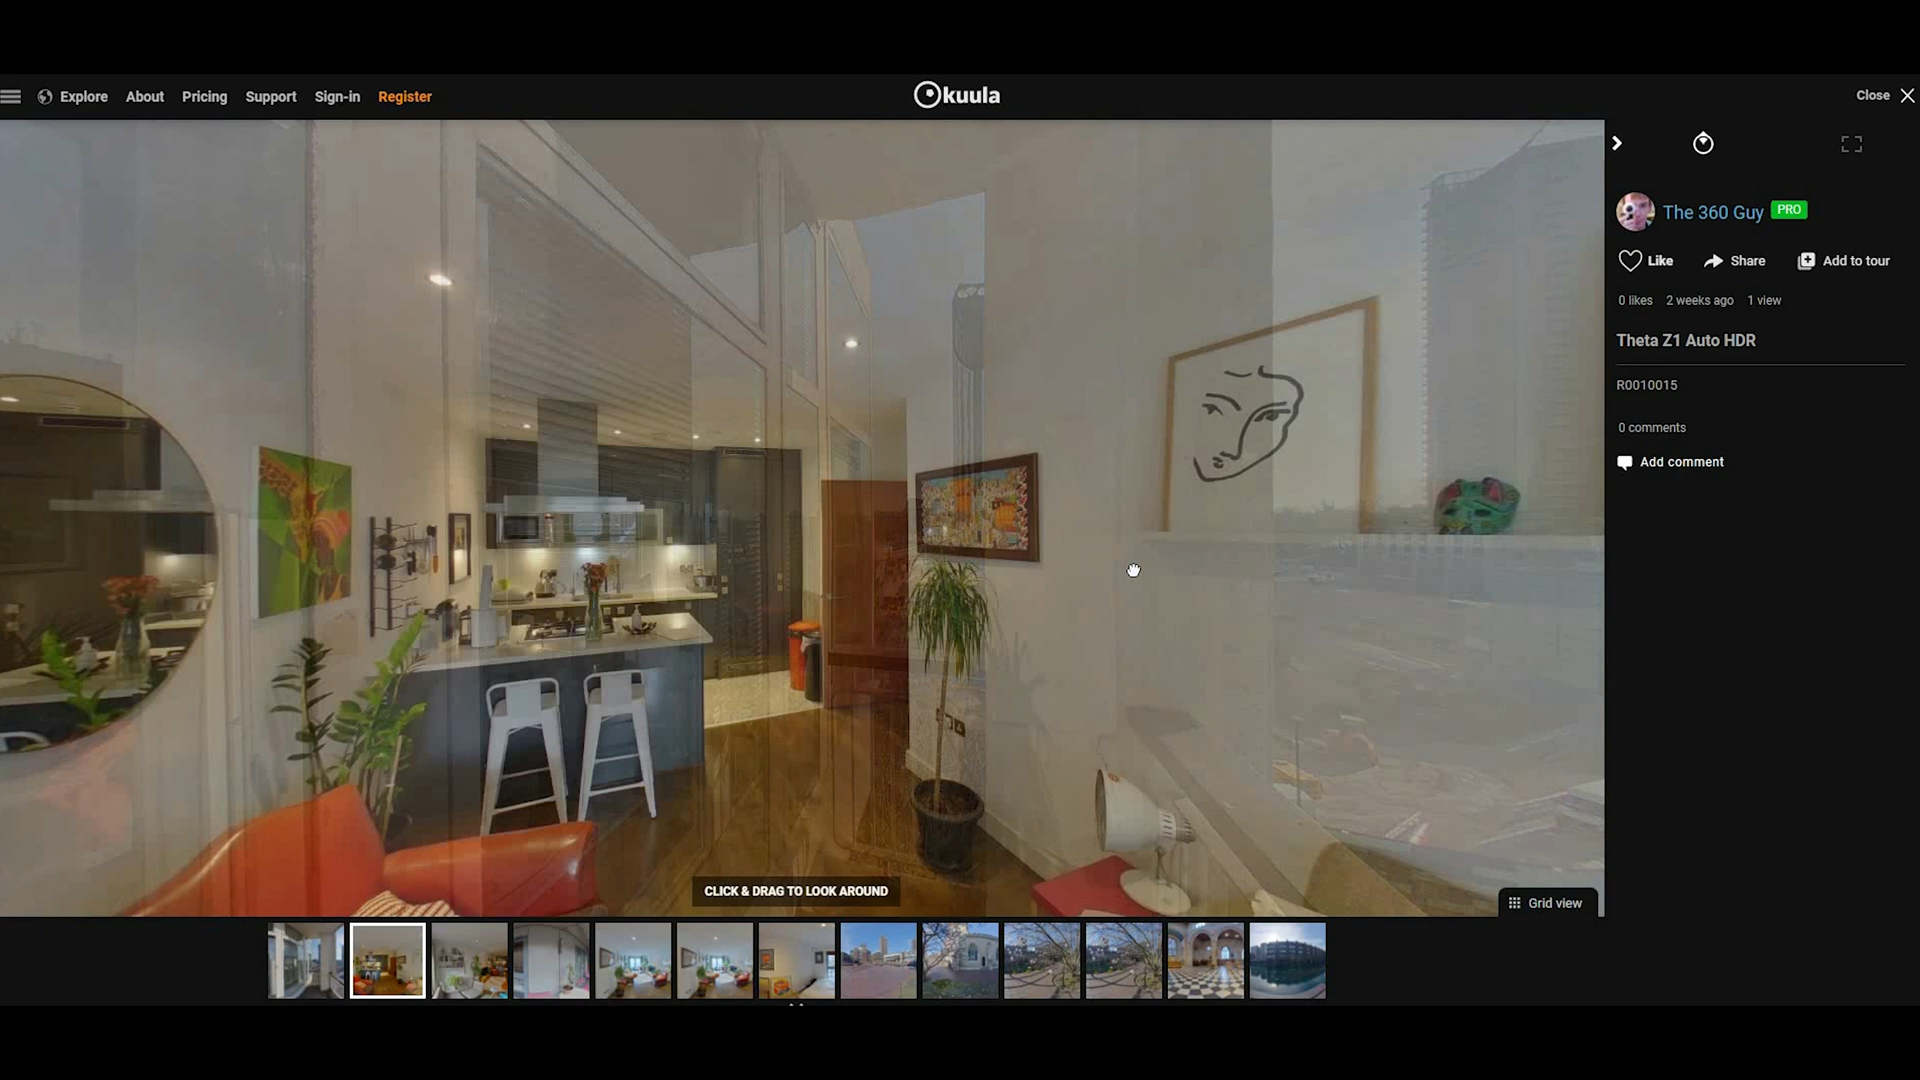 Explore
About
Pricing
Support
Sign-in
Register
kuula
Close
The 360 Guy
PRO
Like
Share
Add to tour
0 likes
2 weeks ago
1 view
Theta Z1 Auto HDR
R0010015
0 comments
Add comment
CLICK & DRAG TO LOOK AROUND
Grid view